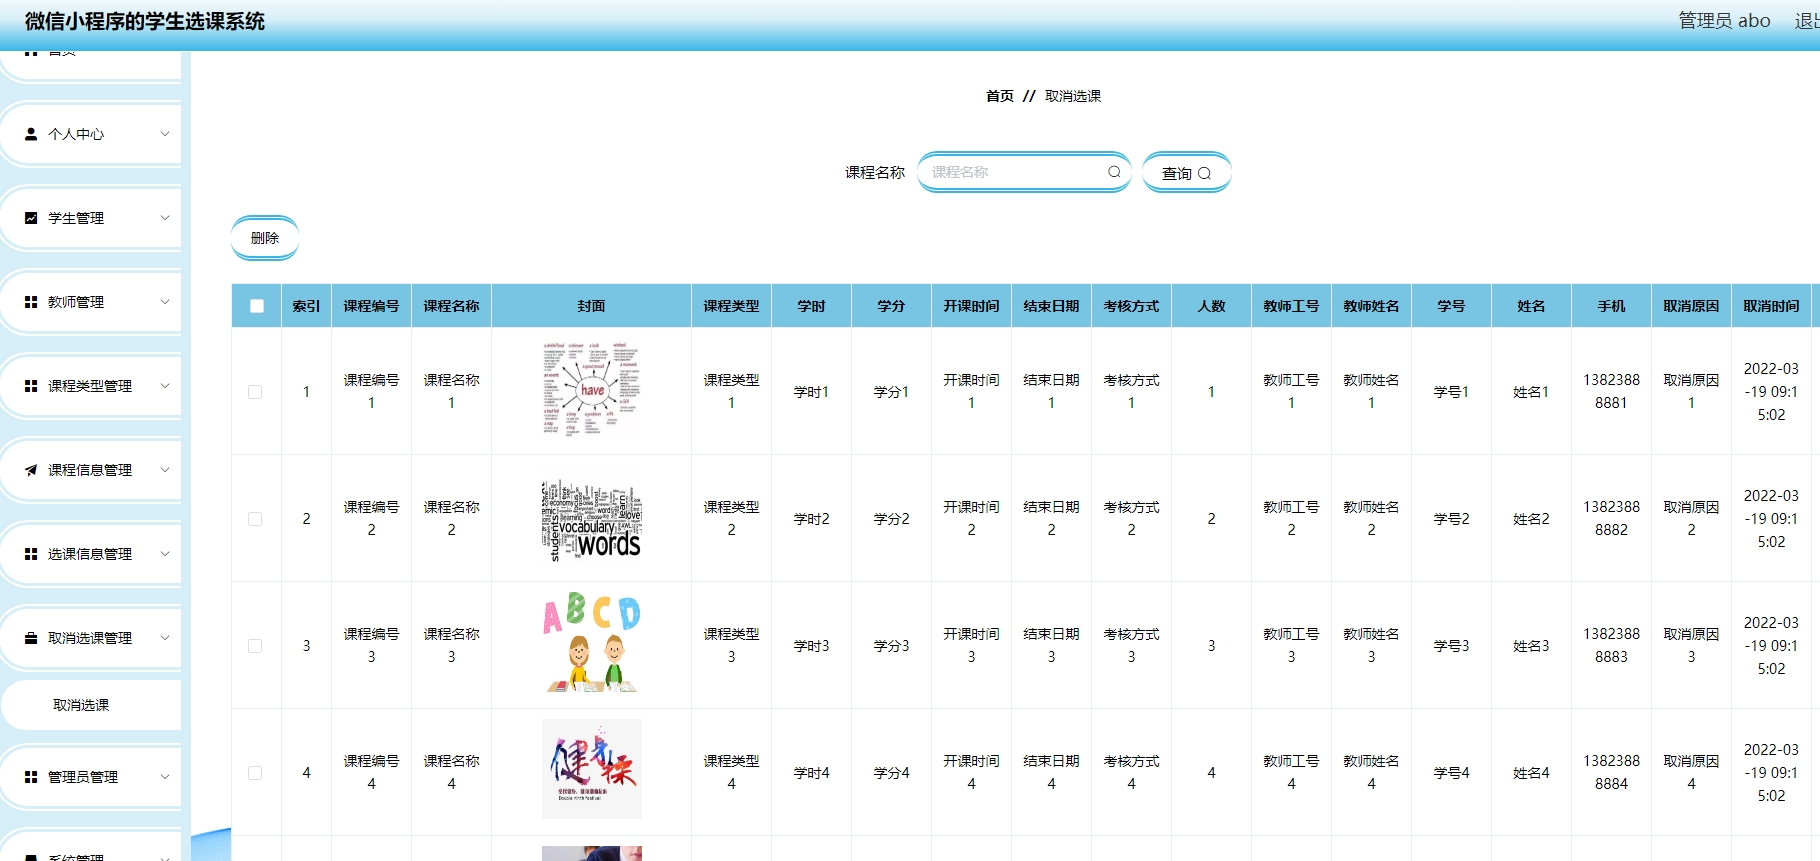 微信小程序的学生选课系统
管理员 abo
退出
首页
个人中心
学生管理
教师管理
课程类型管理
课程信息管理
选课信息管理
取消选课管理
取消选课
管理员管理
系统管理
首页 // 取消选课
课程名称 课程名称 查询
删除
索引 课程编号 课程名称 封面 课程类型 学时 学分 开课时间 结束日期 考核方式 人数 教师工号 教师姓名 学号 姓名 手机 取消原因 取消时间
1 课程编号1 课程名称1 have 课程类型1 学时1 学分1 开课时间1 结束日期1 考核方式1 1 教师工号1 教师姓名1 学号1 姓名1 13823888881 取消原因1 2022-03-19 09:15:02
2 课程编号2 课程名称2 students learning vocabulary words learn love 课程类型2 学时2 学分2 开课时间2 结束日期2 考核方式2 2 教师工号2 教师姓名2 学号2 姓名2 13823888882 取消原因2 2022-03-19 09:15:02
3 课程编号3 课程名称3 ABCD 课程类型3 学时3 学分3 开课时间3 结束日期3 考核方式3 3 教师工号3 教师姓名3 学号3 姓名3 13823888883 取消原因3 2022-03-19 09:15:02
4 课程编号4 课程名称4 健身操 Double ninth festival 课程类型4 学时4 学分4 开课时间4 结束日期4 考核方式4 4 教师工号4 教师姓名4 学号4 姓名4 13823888884 取消原因4 2022-03-19 09:15:02